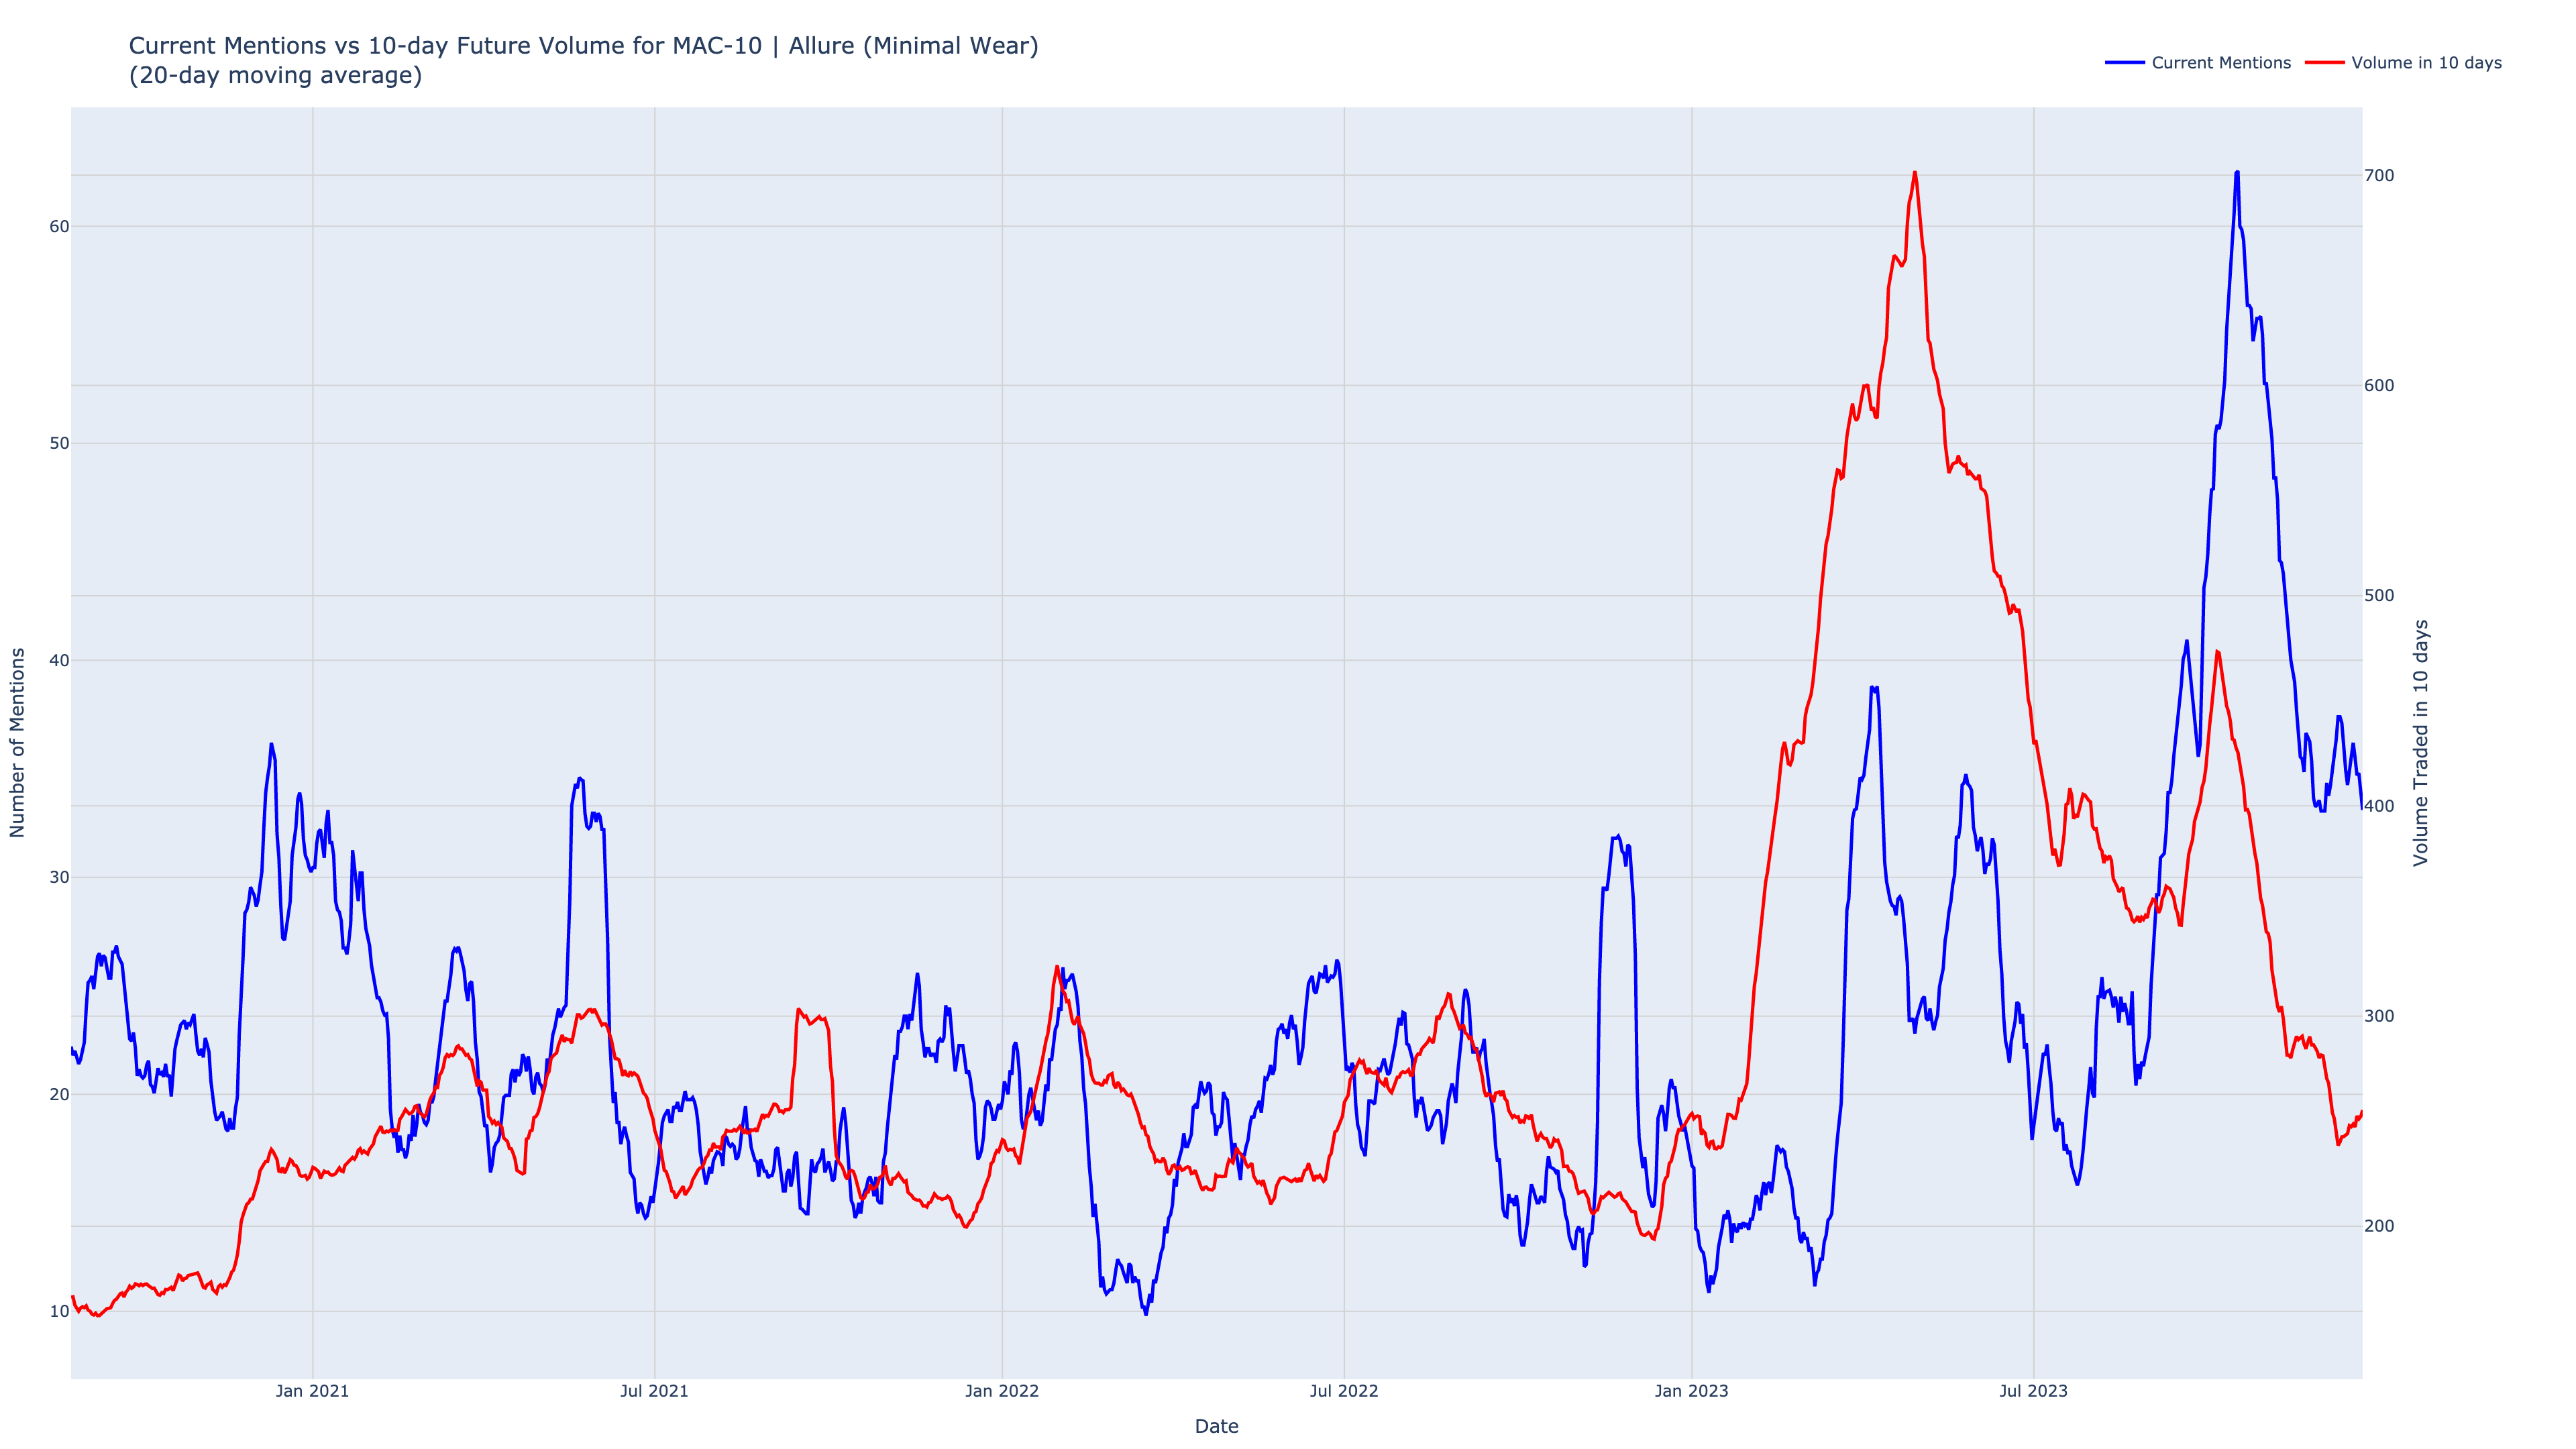 Current Mentions vs 10-day Future Volume for MAC-10 | Allure (Minimal Wear)
(20-day moving average)
Current Mentions
Volume in 10 days
Number of Mentions
60
50
40
30
20
10
700
600
500
400
300
200
Volume Traded in 10 days
Jan 2021
Jul 2021
Jan 2022
Jul 2022
Jan 2023
Jul 2023
Date